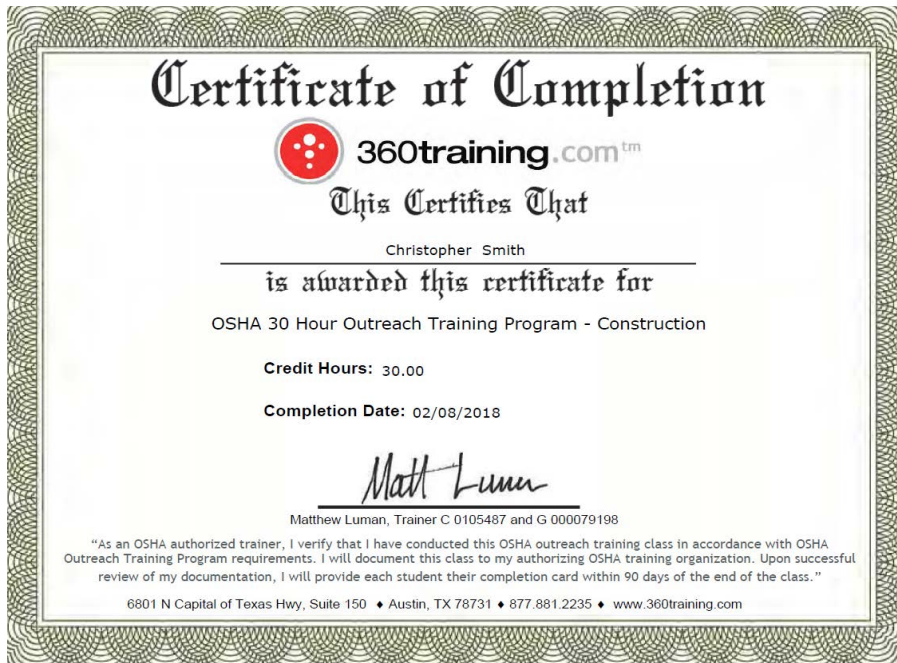 Certificate of Completion
360training.com™
This Certifies That
Christopher Smith
is awarded this certificate for
OSHA 30 Hour Outreach Training Program - Construction
Credit Hours: 30.00
Completion Date: 02/08/2018
Matt Luman
Matthew Luman, Trainer C 0105487 and G 000079198
“As an OSHA authorized trainer, I verify that I have conducted this OSHA outreach training class in accordance with OSHA
Outreach Training Program requirements. I will document this class to my authorizing OSHA training organization. Upon successful
review of my documentation, I will provide each student their completion card within 90 days of the end of the class.”
6801 N Capital of Texas Hwy, Suite 150 ♦ Austin, TX 78731 ♦ 877.881.2235 ♦ www.360training.com